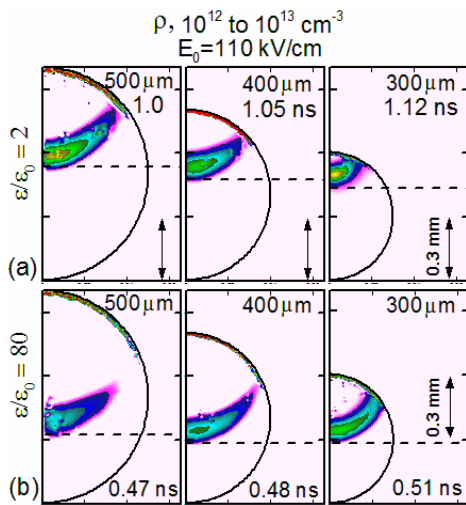 ρ, 10¹² to 10¹³ cm⁻³
E₀=110 kV/cm
500μm
1.0
400μm
1.05 ns
300μm
1.12 ns
ε/ε₀ = 2
0.3 mm
(a)
500μm
400μm
300μm
ε/ε₀ = 80
0.3 mm
(b)
0.47 ns
0.48 ns
0.51 ns